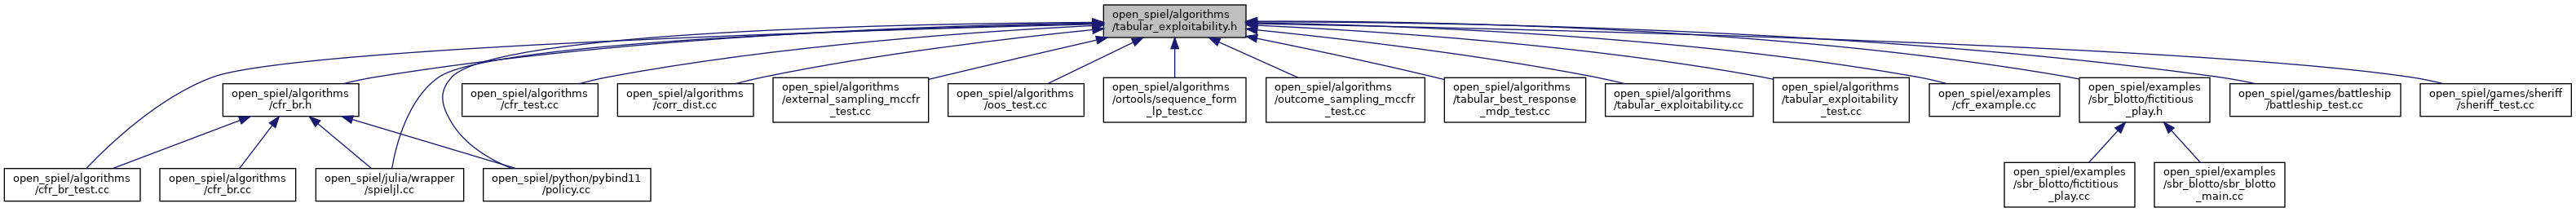 open_spiel/algorithms
/tabular_exploitability.h
open_spiel/algorithms
/cfr_br.h
open_spiel/algorithms
/cfr_test.cc
open_spiel/algorithms
/corr_dist.cc
open_spiel/algorithms
/external_sampling_mccfr
_test.cc
open_spiel/algorithms
/oos_test.cc
open_spiel/algorithms
/ortools/sequence_form
_lp_test.cc
open_spiel/algorithms
/outcome_sampling_mccfr
_test.cc
open_spiel/algorithms
/tabular_best_response
_mdp_test.cc
open_spiel/algorithms
/tabular_exploitability.cc
open_spiel/algorithms
/tabular_exploitability
_test.cc
open_spiel/examples
/cfr_example.cc
open_spiel/examples
/sbr_blotto/fictitious
_play.h
open_spiel/games/battleship
/battleship_test.cc
open_spiel/games/sheriff
/sheriff_test.cc
open_spiel/algorithms
/cfr_br_test.cc
open_spiel/algorithms
/cfr_br.cc
open_spiel/julia/wrapper
/spieljl.cc
open_spiel/python/pybind11
/policy.cc
open_spiel/examples
/sbr_blotto/fictitious
_play.cc
open_spiel/examples
/sbr_blotto/sbr_blotto
_main.cc